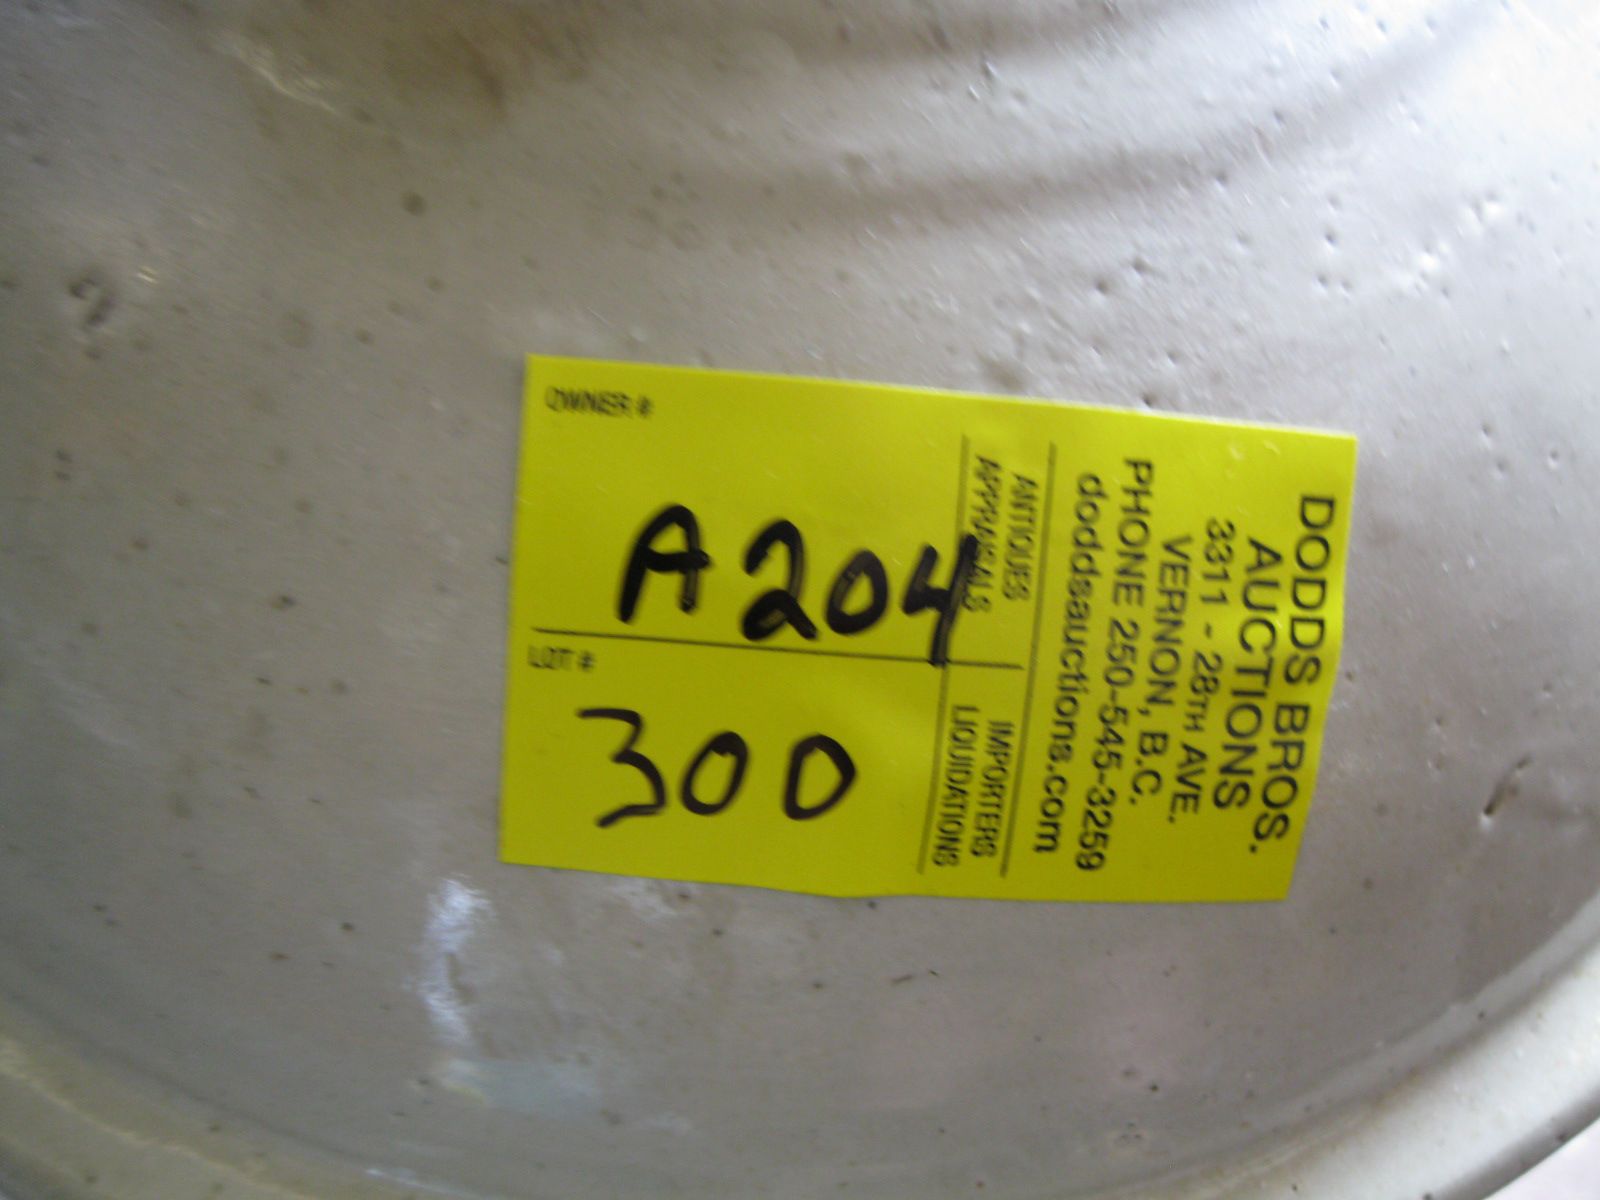 DODDS BROS.
AUCTIONS
3311 - 28TH AVE.
VERNON, B.C.
PHONE 250-545-3259
doddsauctions.com
ANTIQUES
APPRAISALS
IMPORTERS
LIQUIDATIONS
OWNER #
A204
LOT #
300